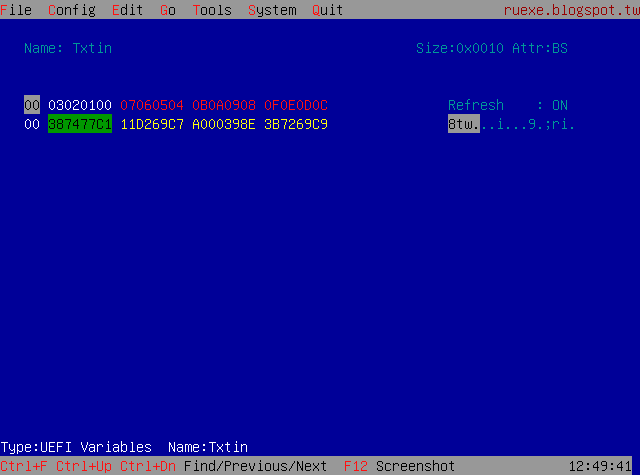 File Config Edit Go Tools System Quit ruexe.blogspot.tw
Name: Txtin Size:0x0010 Attr:BS
00 03020100 07060504 0B0A0908 0F0E0D0C Refresh : ON
00 387477C1 11D269C7 A000398E 3B7269C9 8tw...i...9.;ri.
Type:UEFI Variables Name:Txtin
Ctrl+F Ctrl+Up Ctrl+Dn Find/Previous/Next F12 Screenshot 12:49:41